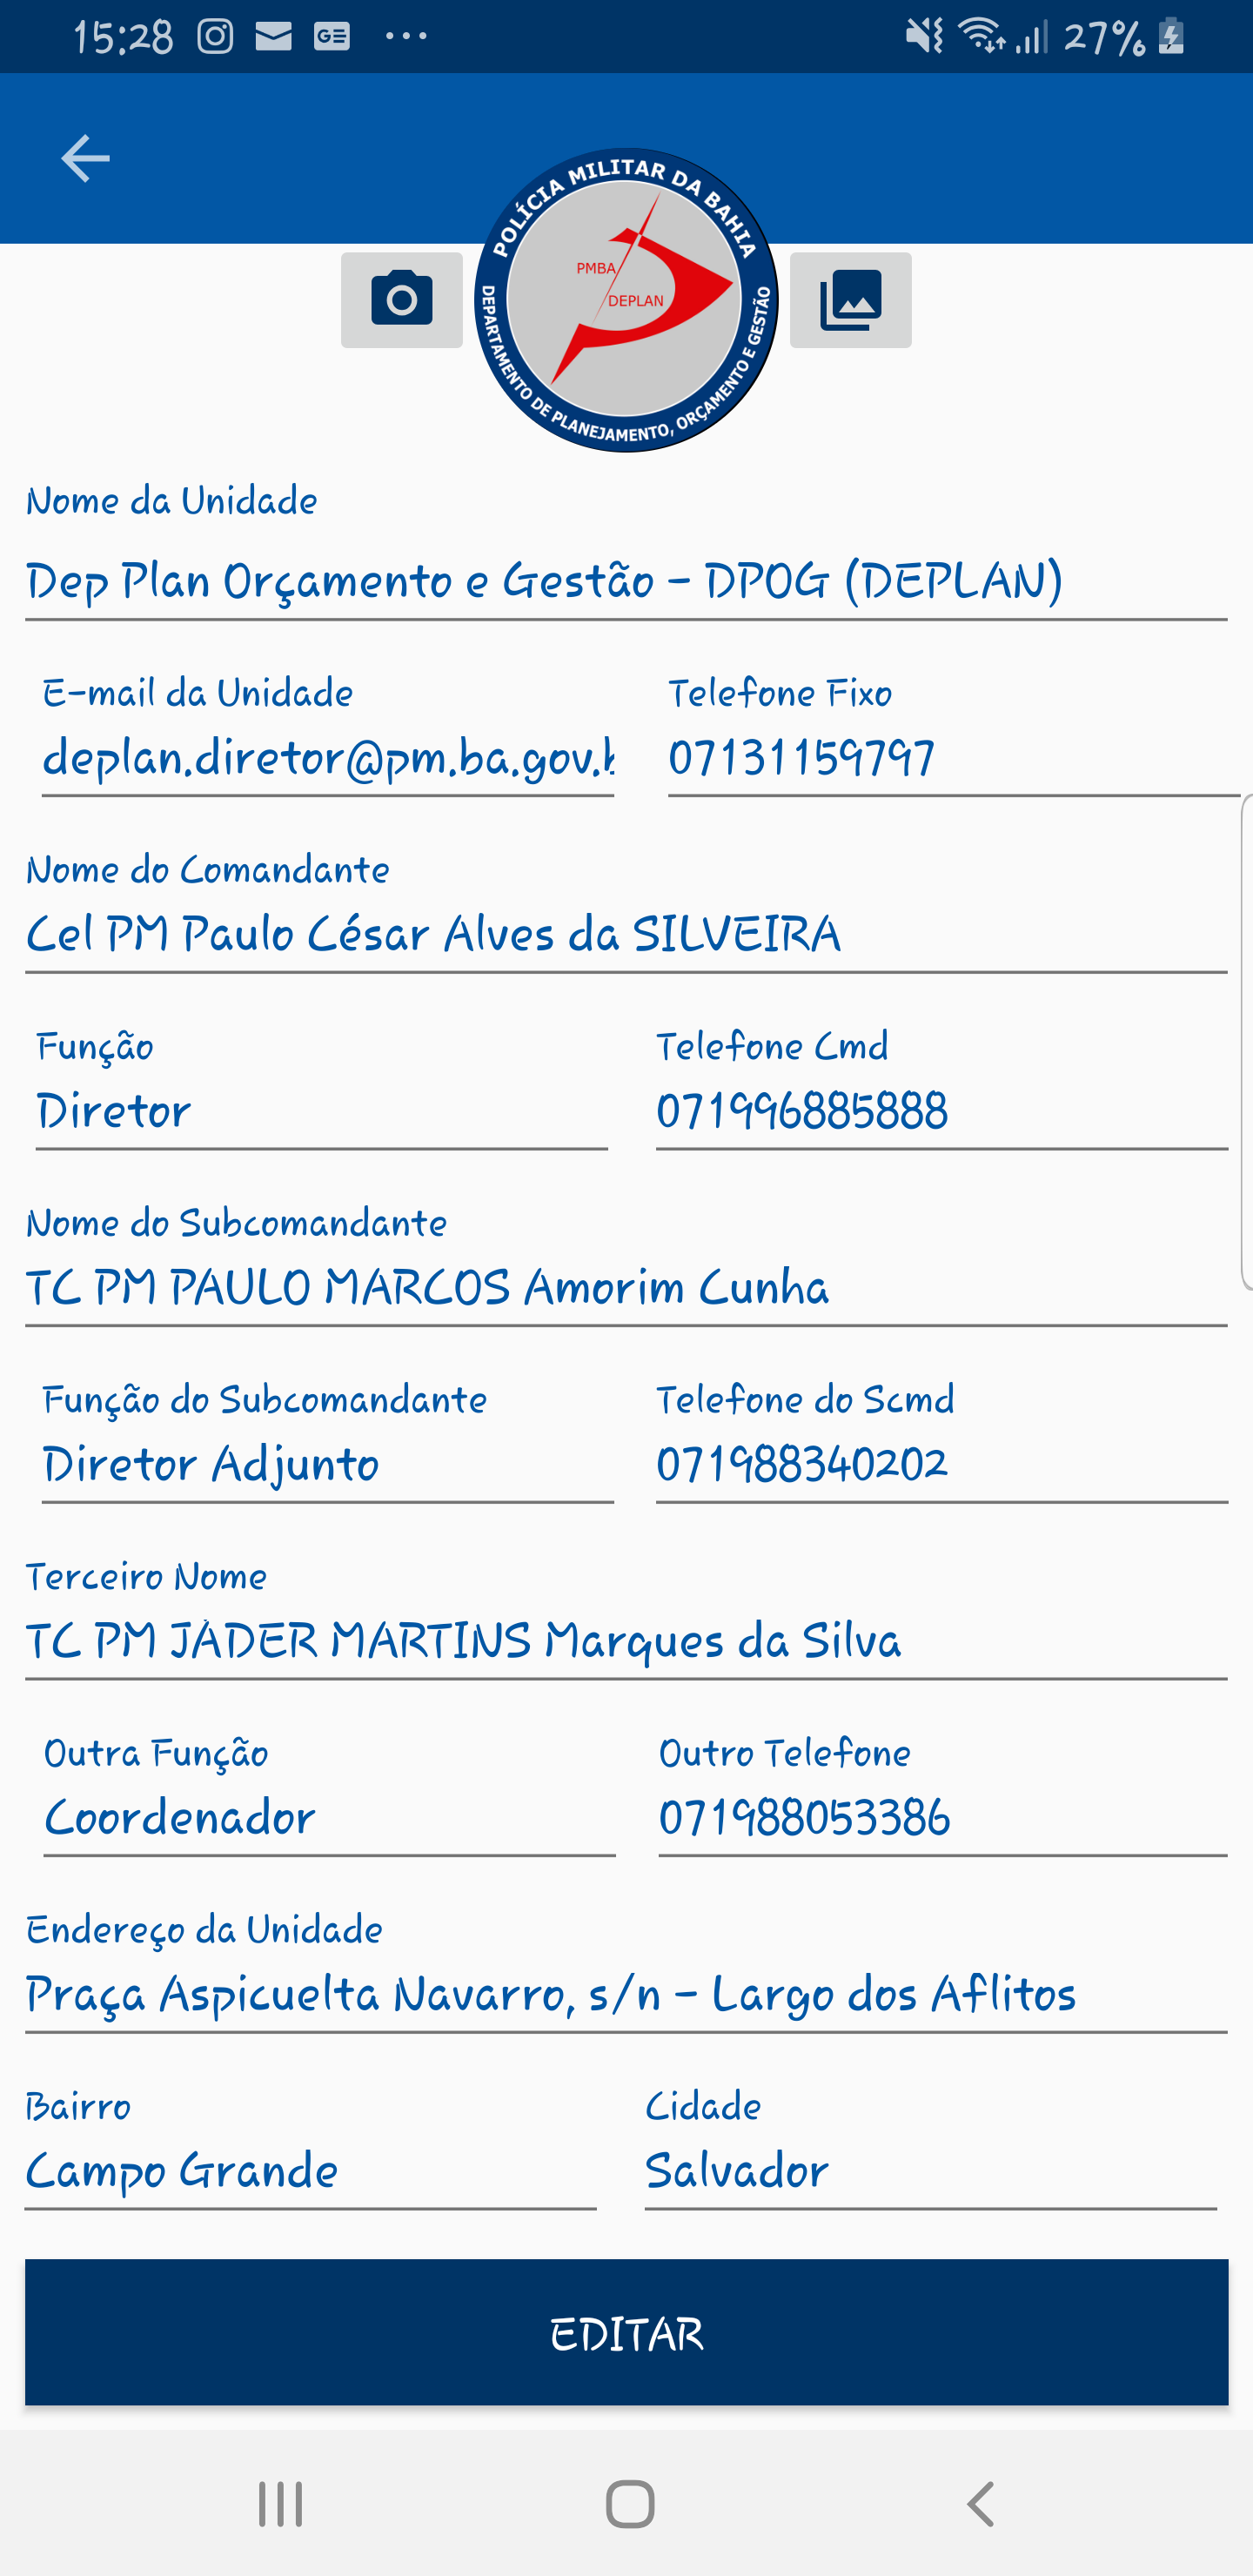 15:28
27%
POLÍCIA MILITAR DA BAHIA
PMBA
DEPLAN
DEPARTAMENTO DE PLANEJAMENTO, ORÇAMENTO E GESTÃO
Nome da Unidade
Dep Plan Orçamento e Gestão - DPOG (DEPLAN)
E-mail da Unidade
Telefone Fixo
deplan.diretor@pm.ba.gov.
07131159797
Nome do Comandante
Cel PM Paulo César Alves da SILVEIRA
Função
Telefone Cmd
Diretor
071996885888
Nome do Subcomandante
TC PM PAULO MARCOS Amorim Cunha
Função do Subcomandante
Telefone do Scmd
Diretor Adjunto
071988340202
Terceiro Nome
TC PM JÁDER MARTINS Marques da Silva
Outra Função
Outro Telefone
Coordenador
071988053386
Endereço da Unidade
Praça Aspicuelta Navarro, s/n - Largo dos Aflitos
Bairro
Cidade
Campo Grande
Salvador
EDITAR